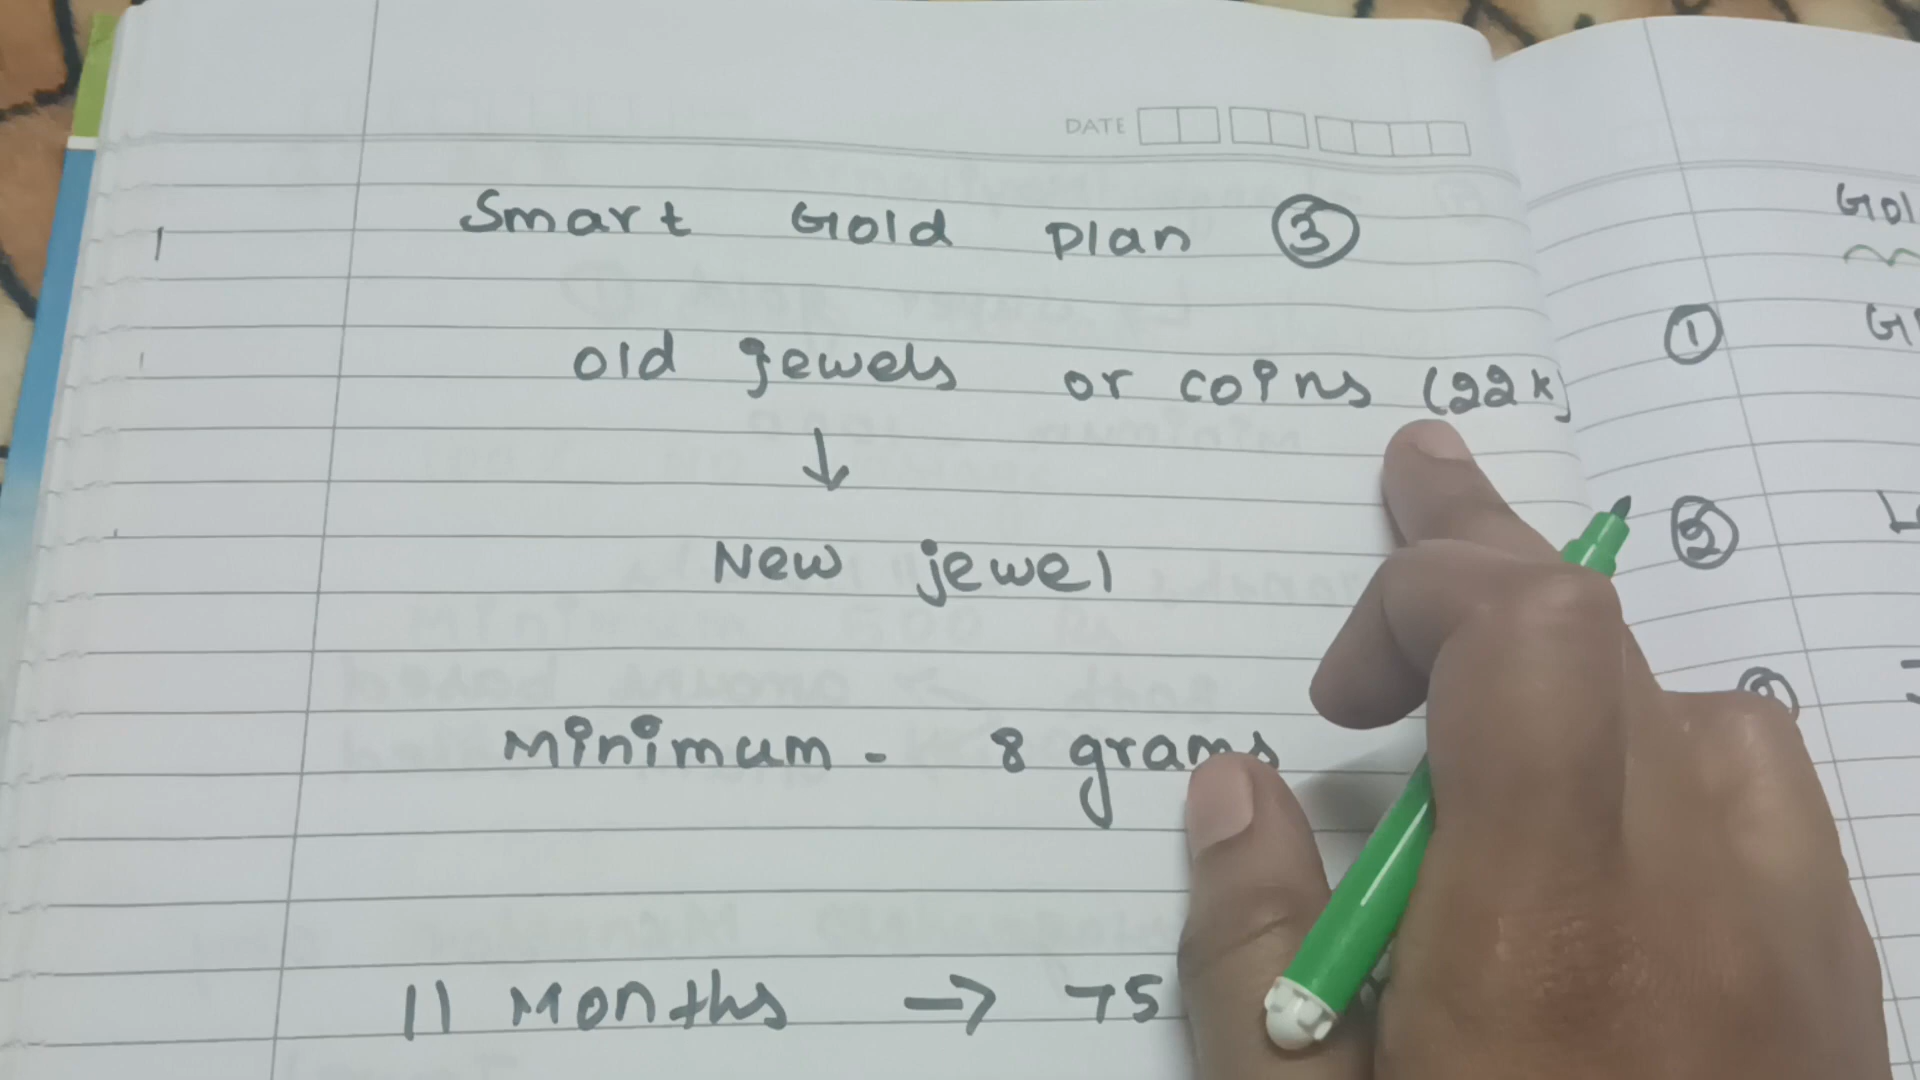 DATE
Smart Gold plan ③
old jewels or coins (22k)
↓
New jewel
Minimum - 8 grams
11 Months → 75
①
②